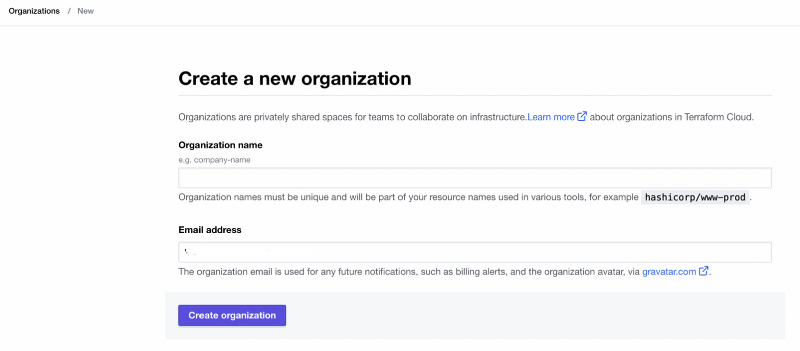 Organizations / New
Create a new organization
Organizations are privately shared spaces for teams to collaborate on infrastructure.Learn more about organizations in Terraform Cloud.
Organization name
e.g. company-name
Organization names must be unique and will be part of your resource names used in various tools, for example hashicorp/www-prod .
Email address
The organization email is used for any future notifications, such as billing alerts, and the organization avatar, via gravatar.com .
Create organization